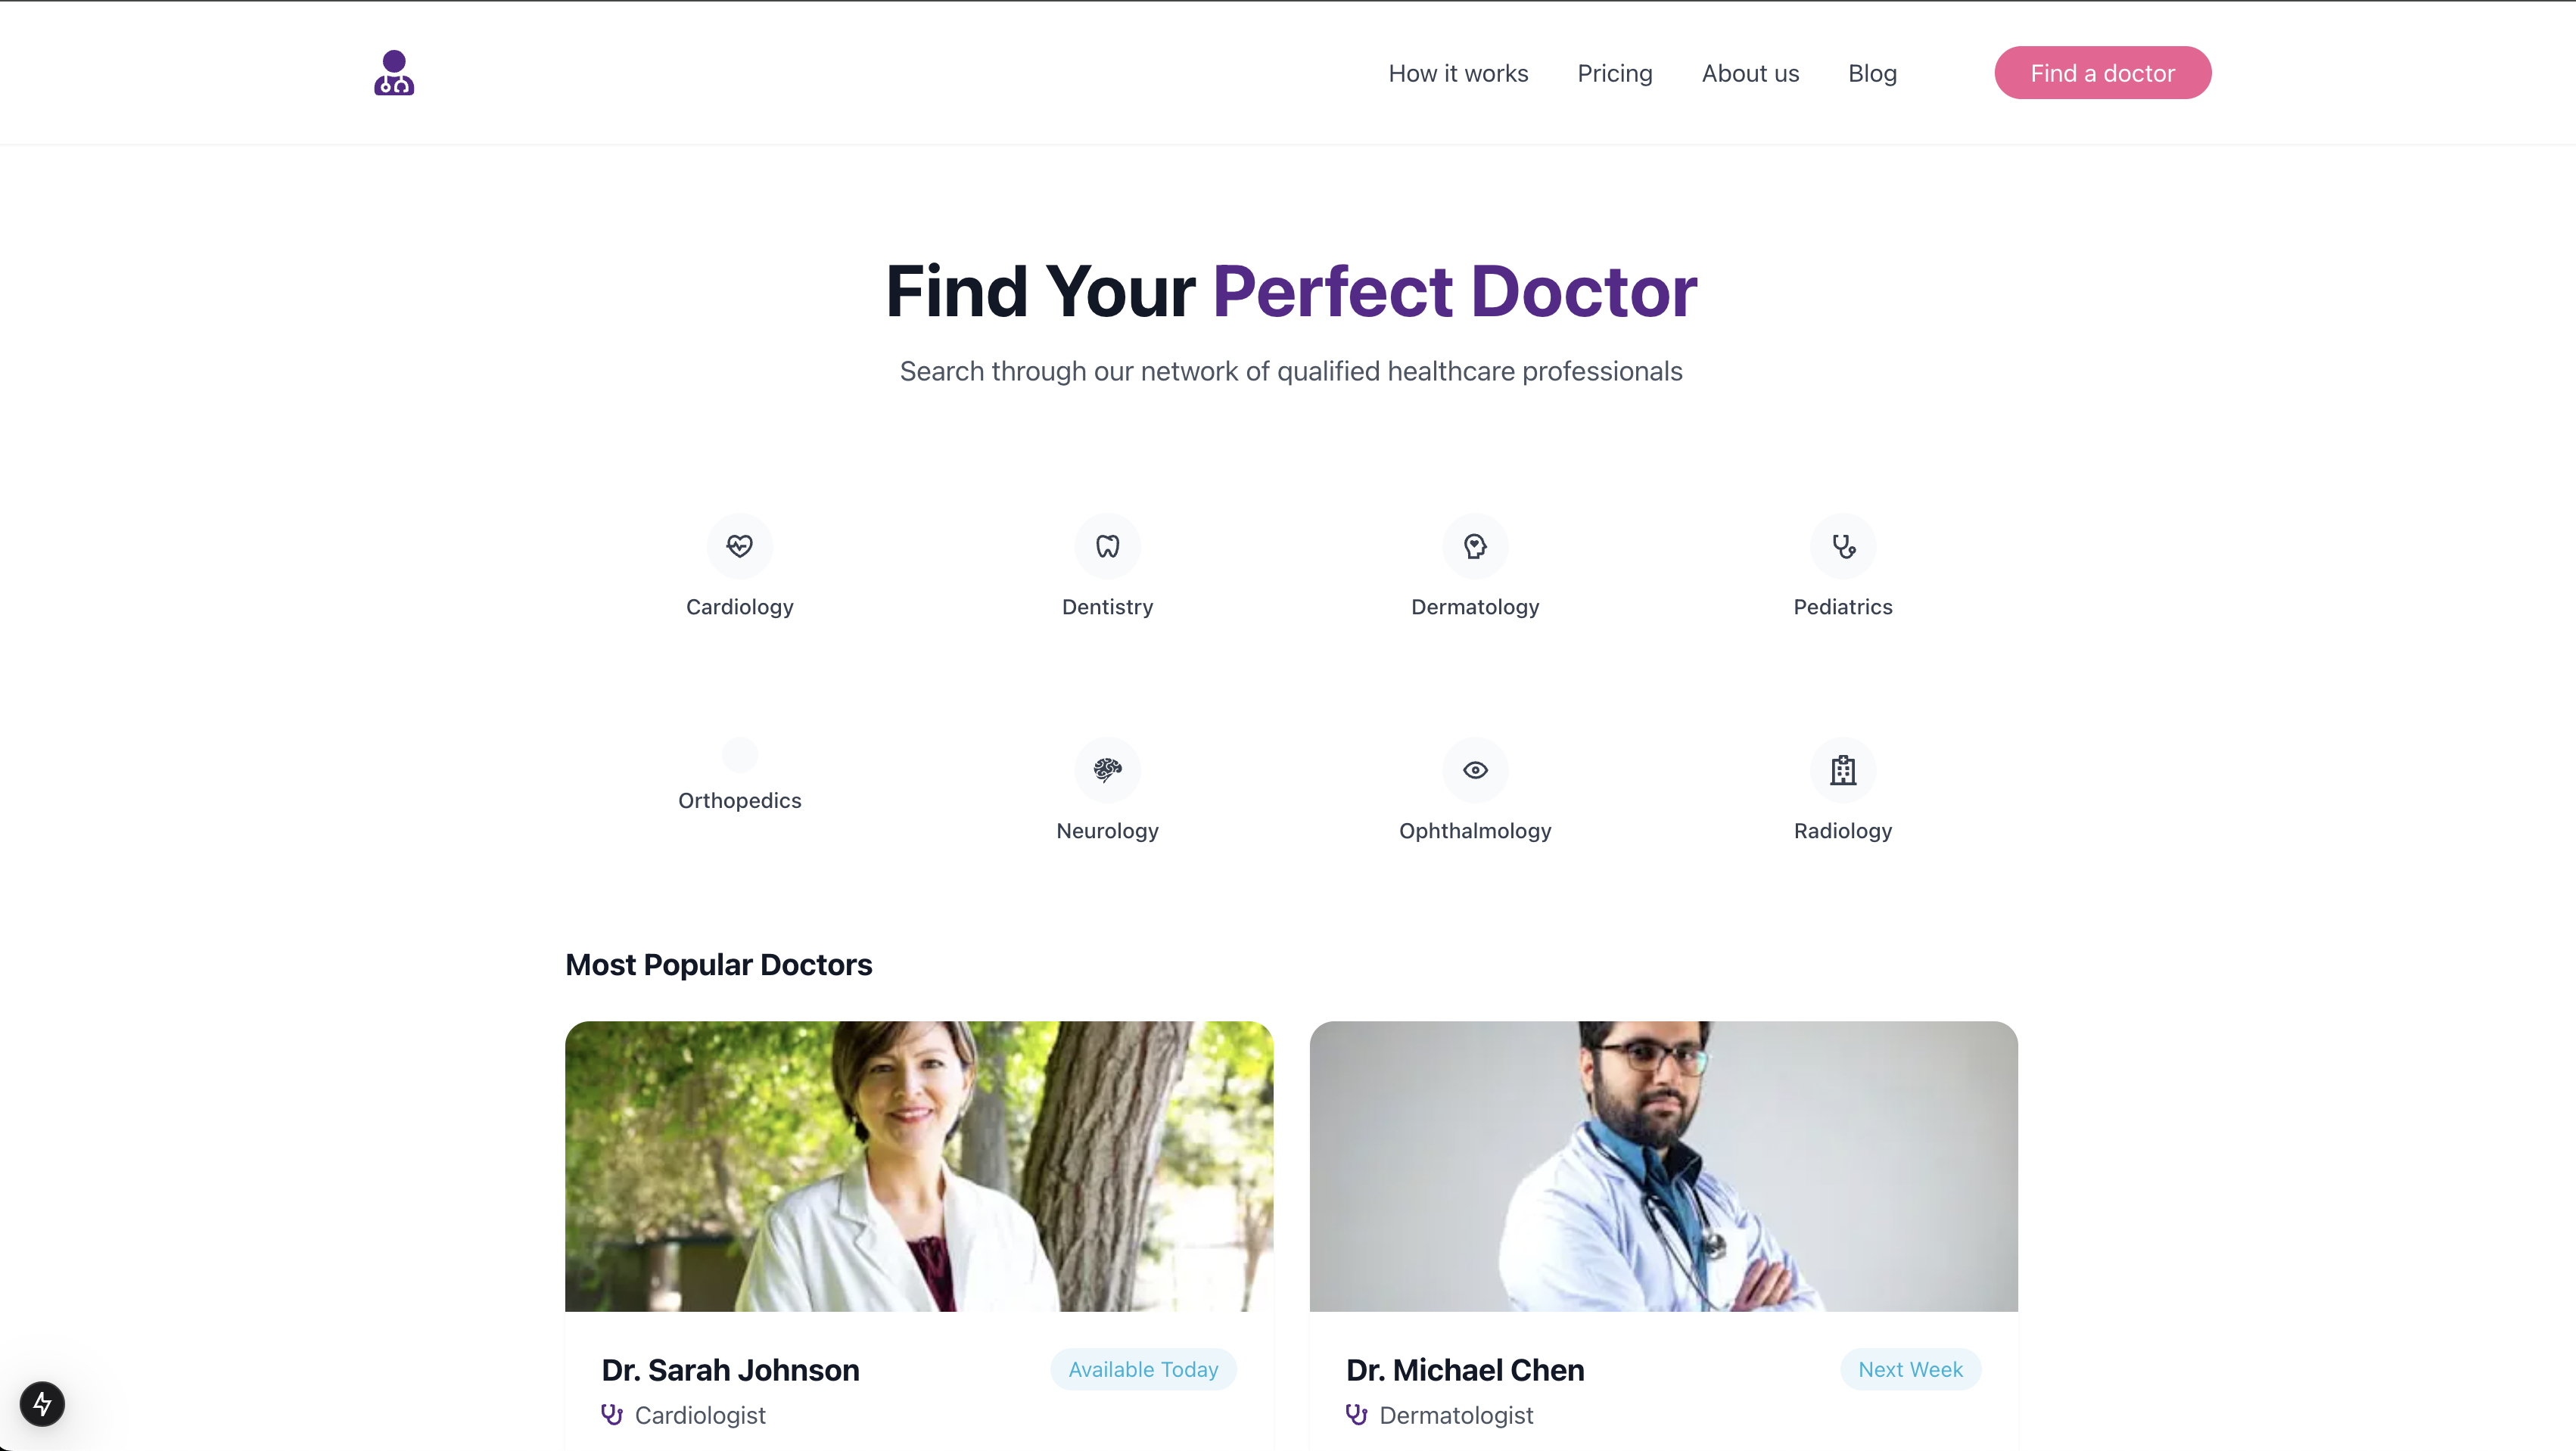 How it works Pricing About us Blog Find a doctor
Find Your Perfect Doctor
Search through our network of qualified healthcare professionals
Cardiology Dentistry Dermatology Pediatrics
Orthopedics Neurology Ophthalmology Radiology
Most Popular Doctors
Dr. Sarah Johnson Available Today
Cardiologist
Dr. Michael Chen Next Week
Dermatologist